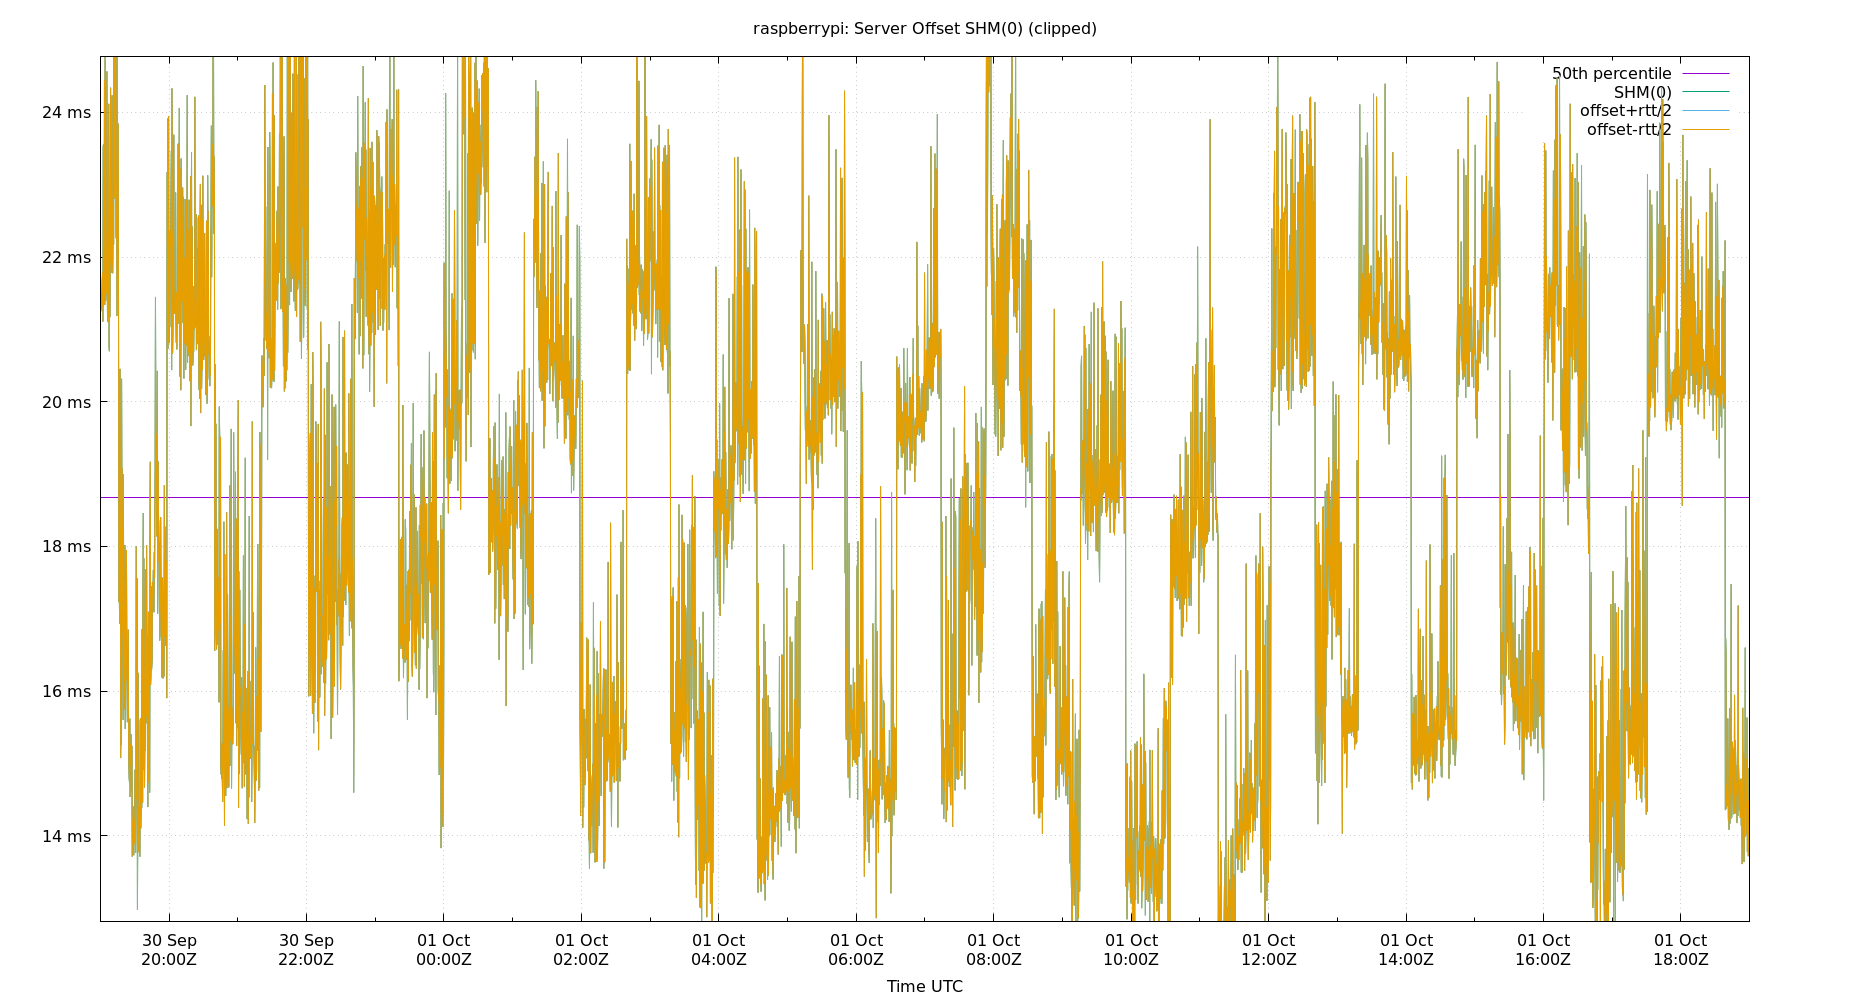 raspberrypi: Server Offset SHM(0) (clipped)
50th percentile
SHM(0)
offset+rtt/2
offset-rtt/2
24 ms
22 ms
20 ms
18 ms
16 ms
14 ms
30 Sep 30 Sep 01 Oct 01 Oct 01 Oct 01 Oct 01 Oct 01 Oct 01 Oct 01 Oct 01 Oct 01 Oct
20:00Z 22:00Z 00:00Z 02:00Z 04:00Z 06:00Z 08:00Z 10:00Z 12:00Z 14:00Z 16:00Z 18:00Z
Time UTC